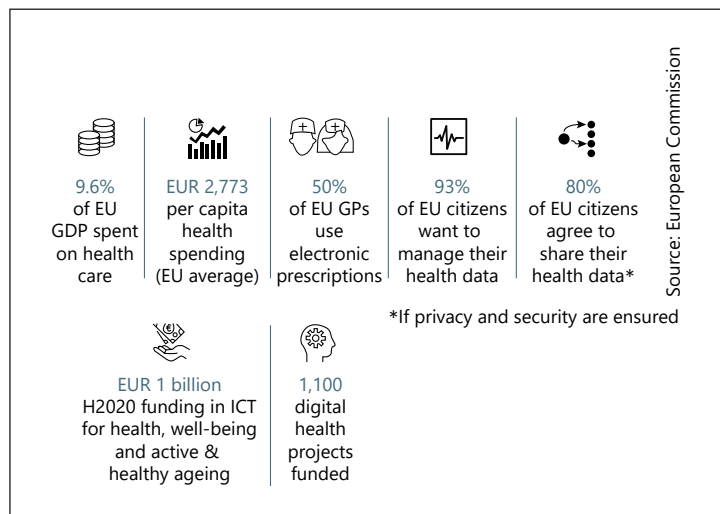 9.6%
of EU
GDP spent
on health
care
EUR 2,773
per capita
health
spending
(EU average)
50%
of EU GPs
use
electronic
prescriptions
93%
of EU citizens
want to
manage their
health data
80%
of EU citizens
agree to
share their
health data*
*If privacy and security are ensured
EUR 1 billion
H2020 funding in ICT
for health, well-being
and active &
healthy ageing
1,100
digital
health
projects
funded
Source: European Commission